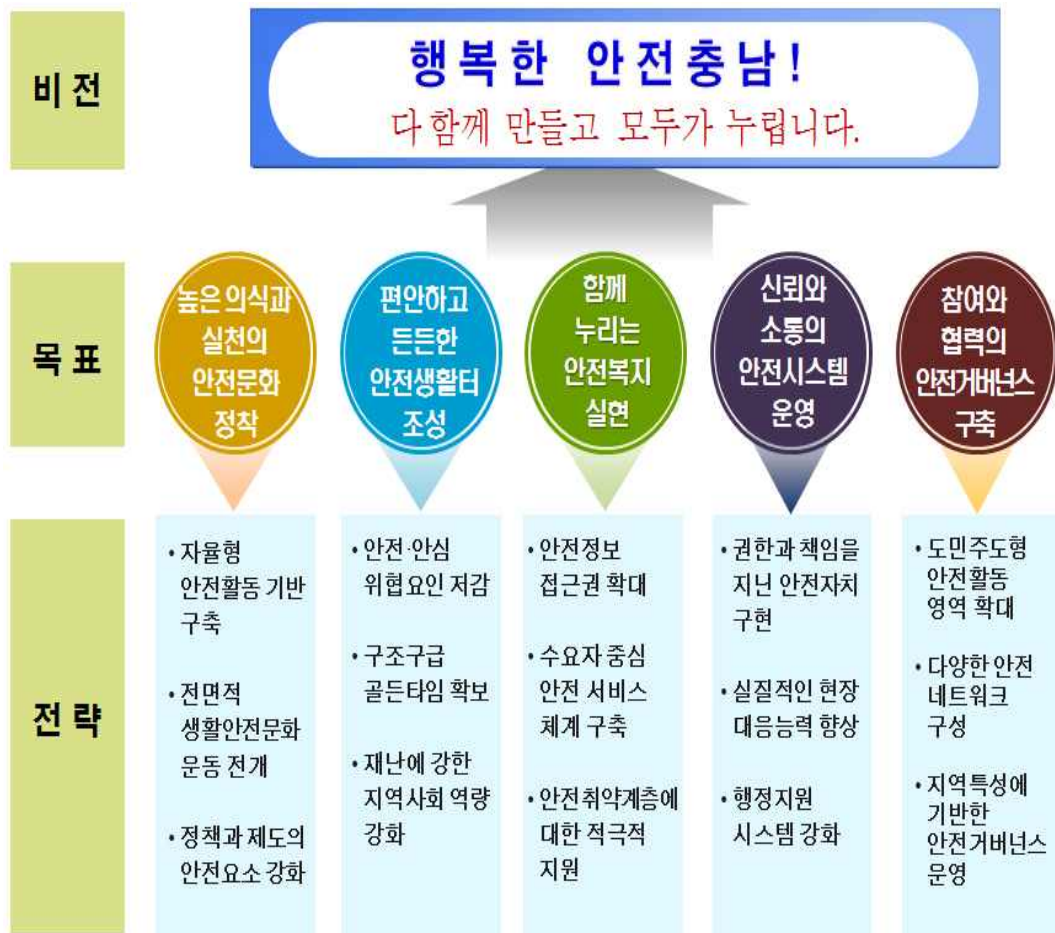 비 전
행복한 안전충남!
다 함께 만들고 모두가 누립니다.
목 표
높은 의식과
실천의
안전문화
정착
편안하고
든든한
안전생활터
조성
함께
누리는
안전복지
실현
신뢰와
소통의
안전시스템
운영
참여와
협력의
안전거버넌스
구축
전 략
• 자율형
안전활동 기반
구축
• 전면적
생활안전문화
운동 전개
• 정책과 제도의
안전요소 강화
• 안전·안심
위협요인 저감
• 구조구급
골든타임 확보
• 재난에 강한
지역사회 역량
강화
• 안전정보
접근권 확대
• 수요자 중심
안전 서비스
체계 구축
• 안전취약계층에
대한 적극적
지원
• 권한과 책임을
지닌 안전자치
구현
• 실질적인 현장
대응능력 향상
• 행정지원
시스템 강화
• 도민주도형
안전활동
영역 확대
• 다양한 안전
네트워크
구성
• 지역특성에
기반한
안전거버넌스
운영